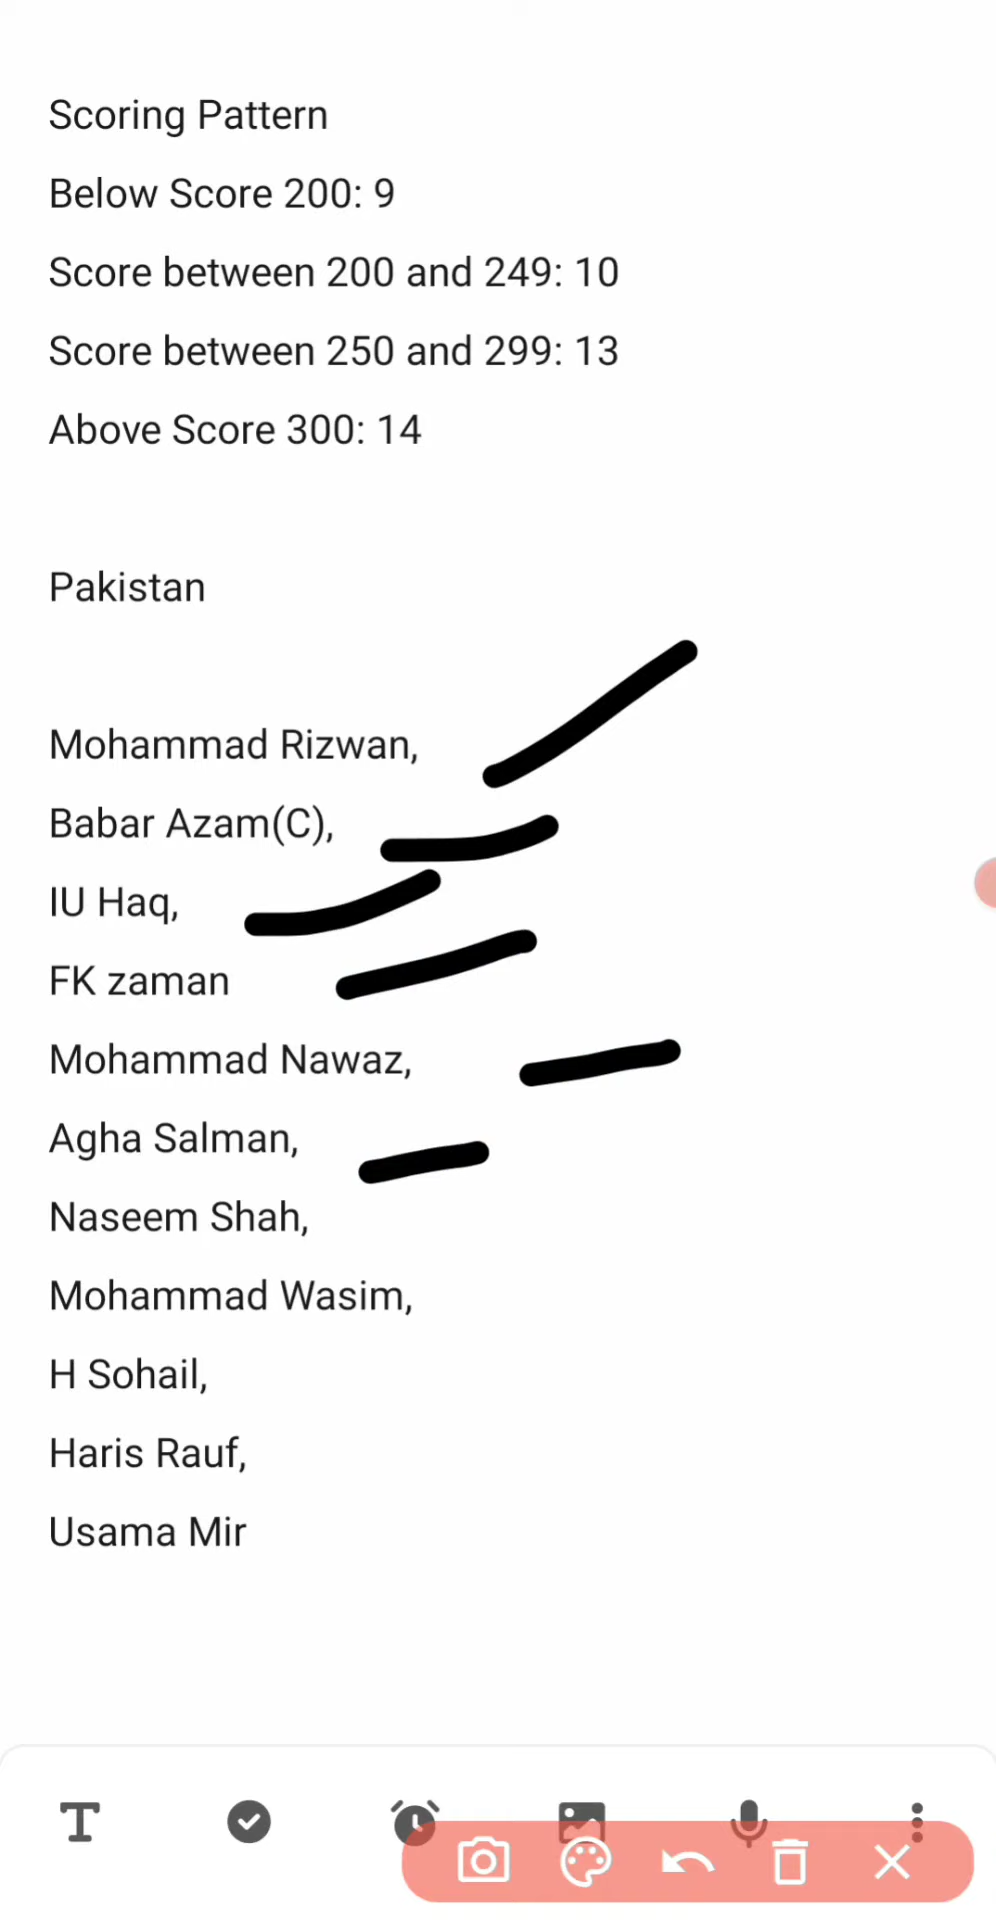 Scoring Pattern
Below Score 200: 9
Score between 200 and 249: 10
Score between 250 and 299: 13
Above Score 300: 14
Pakistan
Mohammad Rizwan,
Babar Azam(C),
IU Haq,
FK zaman
Mohammad Nawaz,
Agha Salman,
Naseem Shah,
Mohammad Wasim,
H Sohail,
Haris Rauf,
Usama Mir